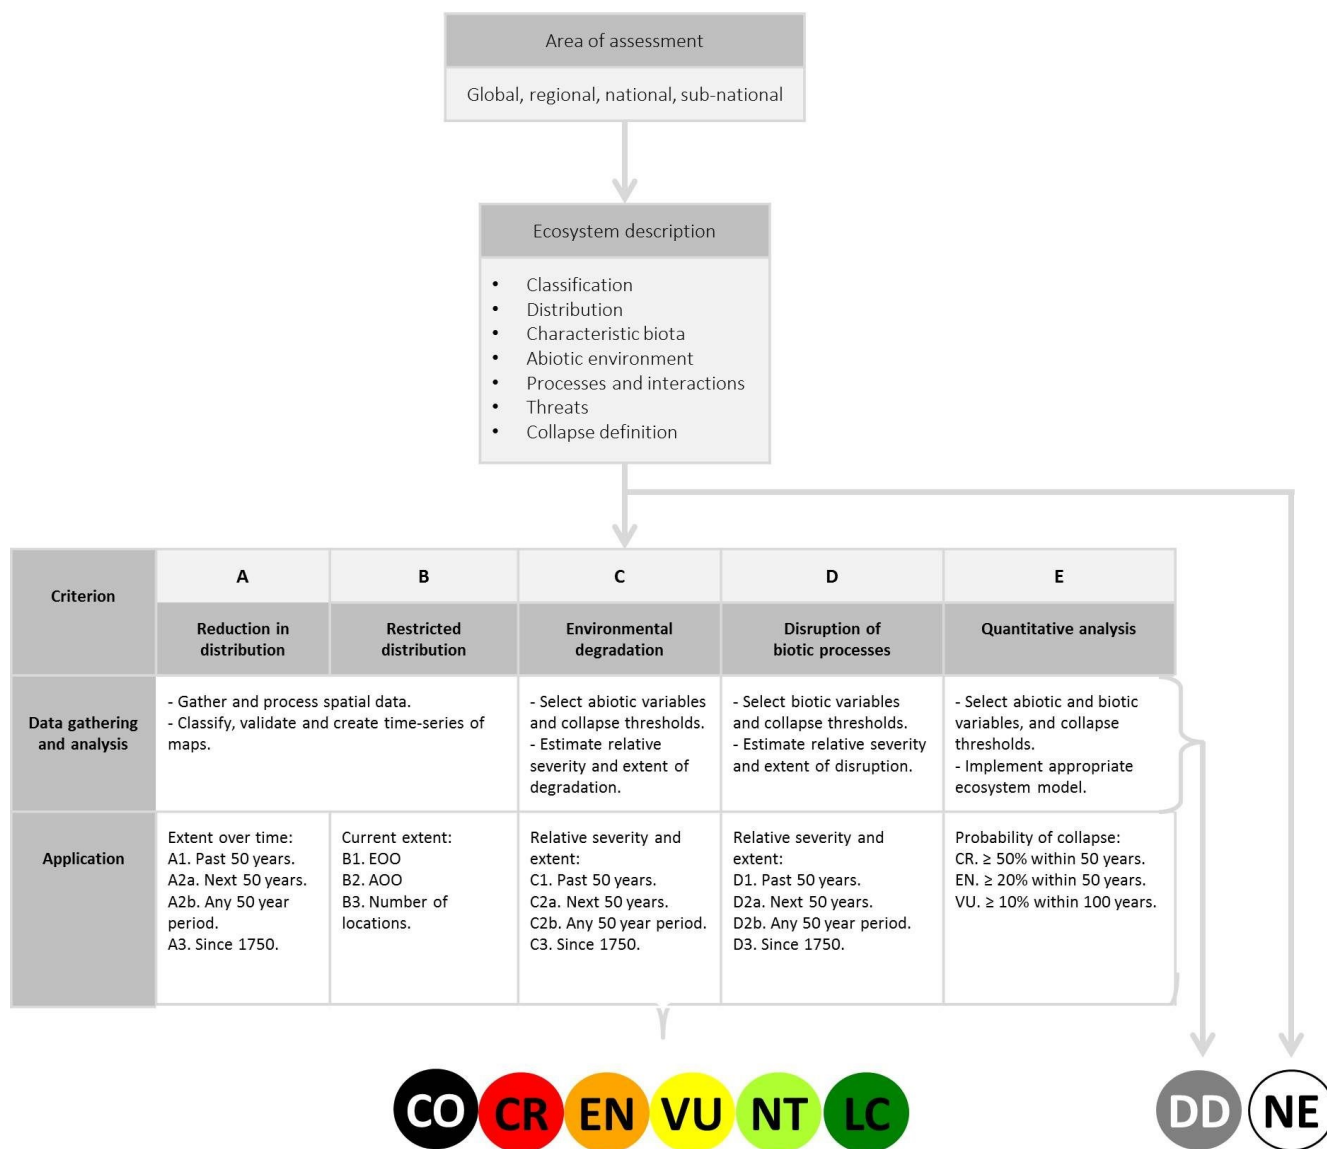 Area of assessment
Global, regional, national, sub-national
Ecosystem description
• Classification
• Distribution
• Characteristic biota
• Abiotic environment
• Processes and interactions
• Threats
• Collapse definition
Criterion
A
B
C
D
E
Reduction in
distribution
Restricted
distribution
Environmental
degradation
Disruption of
biotic processes
Quantitative analysis
Data gathering
and analysis
- Gather and process spatial data.
- Classify, validate and create time-series of
maps.
- Select abiotic variables
and collapse thresholds.
- Estimate relative
severity and extent of
degradation.
- Select biotic variables
and collapse thresholds.
- Estimate relative severity
and extent of disruption.
- Select abiotic and biotic
variables, and collapse
thresholds.
- Implement appropriate
ecosystem model.
Application
Extent over time:
A1. Past 50 years.
A2a. Next 50 years.
A2b. Any 50 year
period.
A3. Since 1750.
Current extent:
B1. EOO
B2. AOO
B3. Number of
locations.
Relative severity and
extent:
C1. Past 50 years.
C2a. Next 50 years.
C2b. Any 50 year period.
C3. Since 1750.
Relative severity and
extent:
D1. Past 50 years.
D2a. Next 50 years.
D2b. Any 50 year period.
D3. Since 1750.
Probability of collapse:
CR. ≥ 50% within 50 years.
EN. ≥ 20% within 50 years.
VU. ≥ 10% within 100 years.
CO
CR
EN
VU
NT
LC
DD
NE